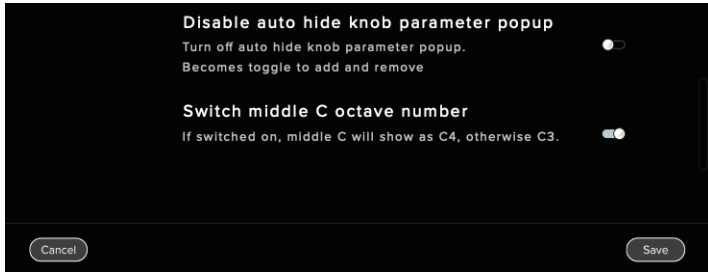 Disable auto hide knob parameter popup
Turn off auto hide knob parameter popup.
Becomes toggle to add and remove
Switch middle C octave number
If switched on, middle C will show as C4, otherwise C3.
Cancel
Save